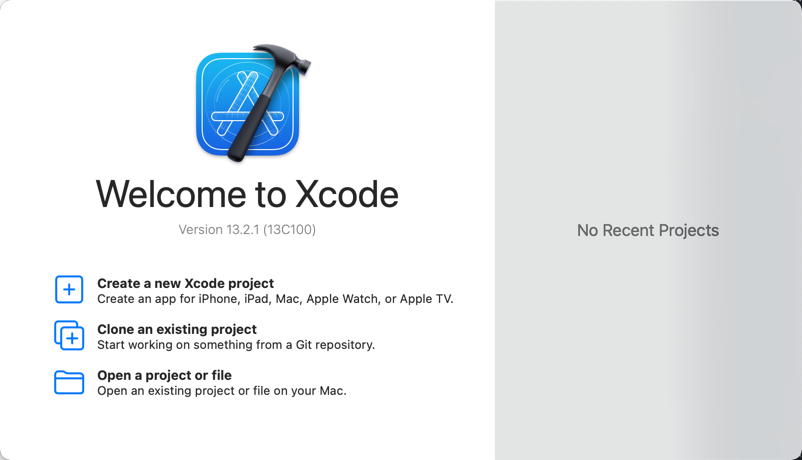 Welcome to Xcode
Version 13.2.1 (13C100)
Create a new Xcode project
Create an app for iPhone, iPad, Mac, Apple Watch, or Apple TV.
Clone an existing project
Start working on something from a Git repository.
Open a project or file
Open an existing project or file on your Mac.
No Recent Projects